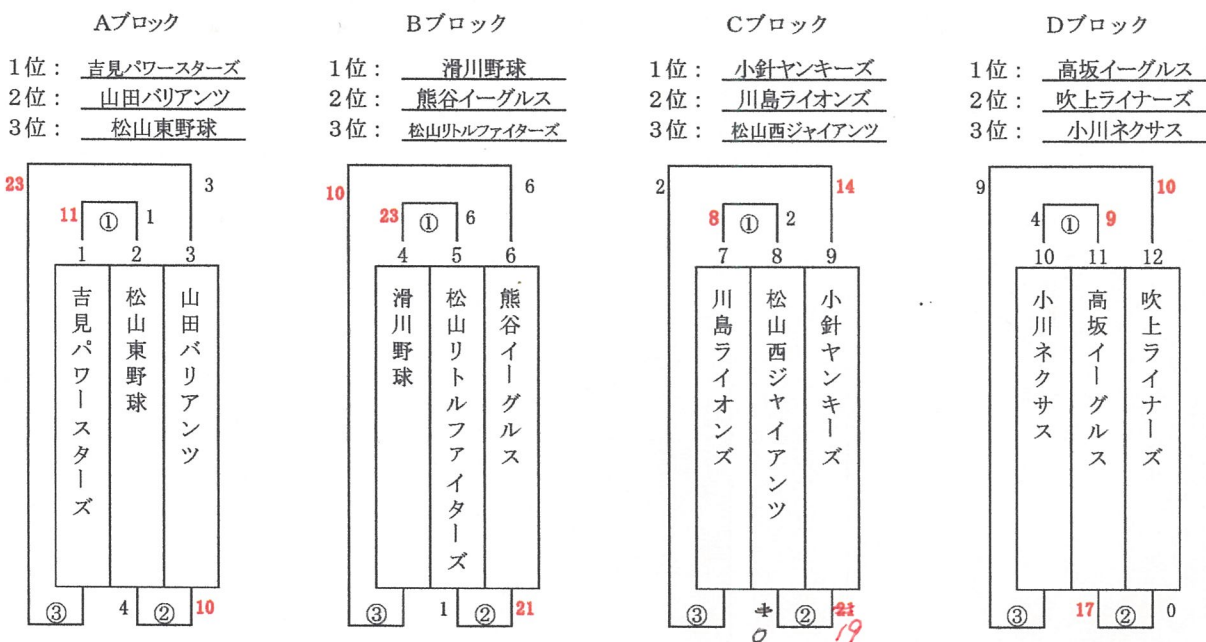 Aブロック
1位： 吉見パワースターズ
2位： 山田バリアンツ
3位： 松山東野球
23 3
11 ① 1
1 2 3
吉見パワースターズ
松山東野球
山田バリアンツ
③ 4 ② 10
Bブロック
1位： 滑川野球
2位： 熊谷イーグルス
3位： 松山リトルファイターズ
10 6
23 ① 6
4 5 6
滑川野球
松山リトルファイターズ
熊谷イーグルス
③ 1 ② 21
Cブロック
1位： 小針ヤンキーズ
2位： 川島ライオンズ
3位： 松山西ジャイアンツ
2 14
8 ① 2
7 8 9
川島ライオンズ
松山西ジャイアンツ
小針ヤンキーズ
③ ② 21
0 19
Dブロック
1位： 高坂イーグルス
2位： 吹上ライナーズ
3位： 小川ネクサス
9 10
4 ① 9
10 11 12
小川ネクサス
高坂イーグルス
吹上ライナーズ
③ 17 ② 0